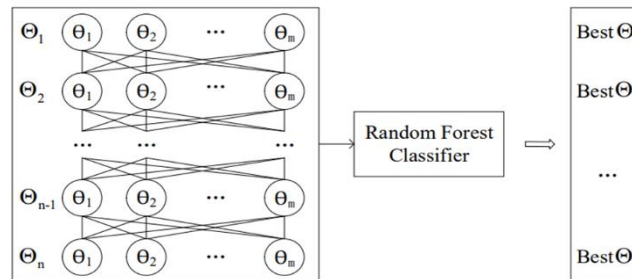 Θ1 θ1 θ2 ... θm Best Θ
Θ2 θ1 θ2 ... θm Best Θ
... ... ...
Random Forest
Classifier
...
Θn-1 θ1 θ2 ... θm
Θn θ1 θ2 ... θm Best Θ